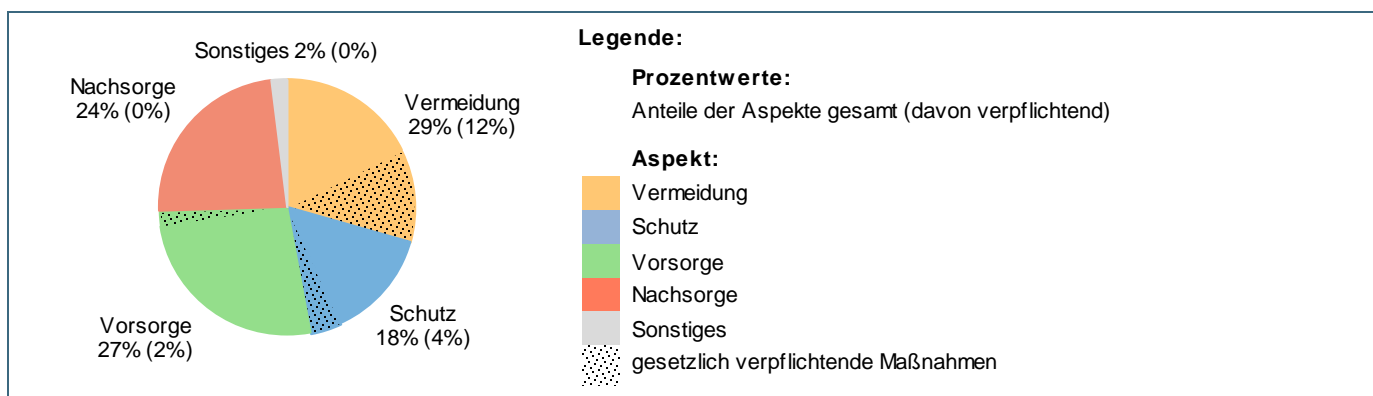 Sonstiges 2% (0%)
Nachsorge
24% (0%)
Vermeidung
29% (12%)
Vorsorge
27% (2%)
Schutz
18% (4%)
Legende:
Prozentwerte:
Anteile der Aspekte gesamt (davon verpflichtend)
Aspekt:
Vermeidung
Schutz
Vorsorge
Nachsorge
Sonstiges
gesetzlich verpflichtende Maßnahmen